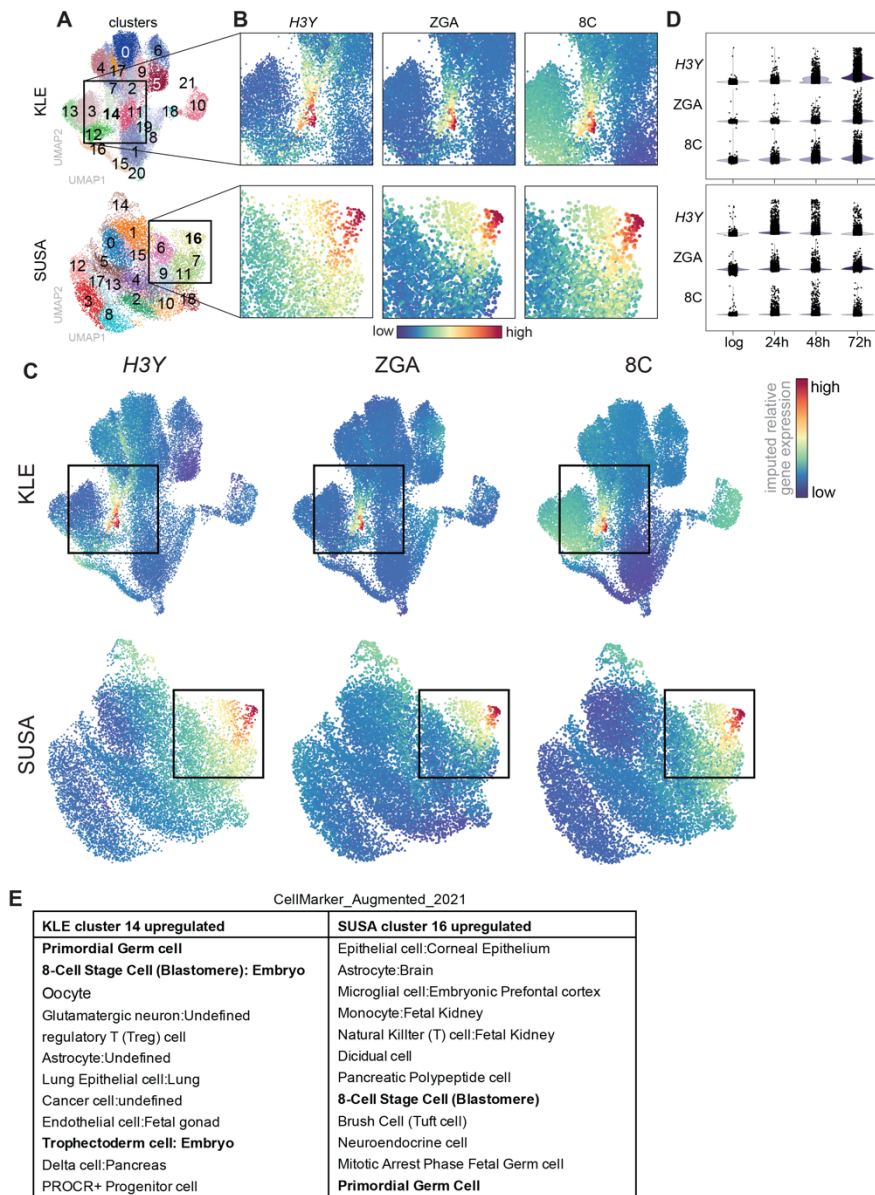 A clusters
B H3Y ZGA 8C
D
KLE
0 6
4 17 9 5
7 2 21
13 3 14 11 18 10
12 19 8
16 1
15
20
UMAP2
UMAP1
H3Y
ZGA
8C
SUSA
14
1 16
0 6
5 15 7
12 17 13 4 9 11
3 2 10 18
8
UMAP2
UMAP1
low high
H3Y
ZGA
8C
log 24h 48h 72h
C H3Y ZGA 8C
KLE
imputed relative
gene expression
high
low
SUSA
E CellMarker_Augmented_2021
KLE cluster 14 upregulated SUSA cluster 16 upregulated
Primordial Germ cell Epithelial cell:Corneal Epithelium
8-Cell Stage Cell (Blastomere): Embryo Astrocyte:Brain
Oocyte Microglial cell:Embryonic Prefontal cortex
Glutamatergic neuron:Undefined Monocyte:Fetal Kidney
regulatory T (Treg) cell Natural Killter (T) cell:Fetal Kidney
Astrocyte:Undefined Dicidual cell
Lung Epithelial cell:Lung Pancreatic Polypeptide cell
Cancer cell:undefined 8-Cell Stage Cell (Blastomere)
Endothelial cell:Fetal gonad Brush Cell (Tuft cell)
Trophectoderm cell: Embryo Neuroendocrine cell
Delta cell:Pancreas Mitotic Arrest Phase Fetal Germ cell
PROCR+ Progenitor cell Primordial Germ Cell